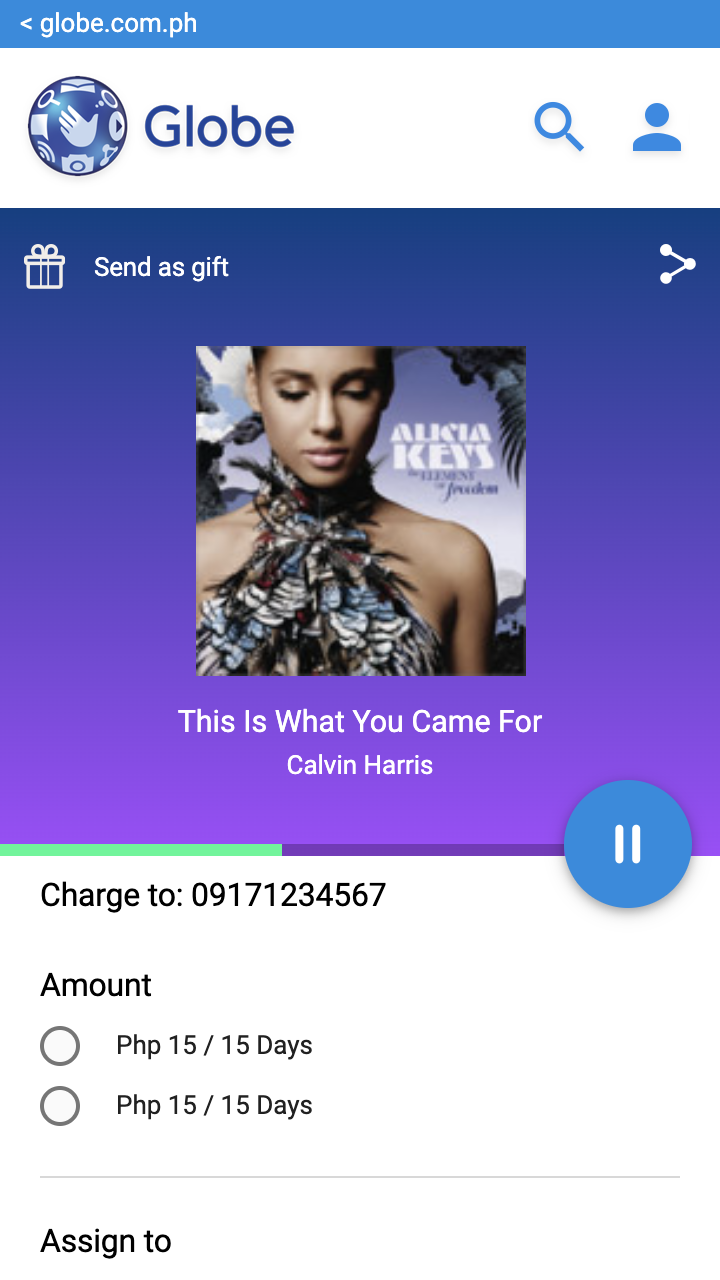 < globe.com.ph
Globe
Send as gift
ALICIA
KEYS
the ELEMENT
OF freedom
This Is What You Came For
Calvin Harris
Charge to: 09171234567
Amount
Php 15 / 15 Days
Php 15 / 15 Days
Assign to